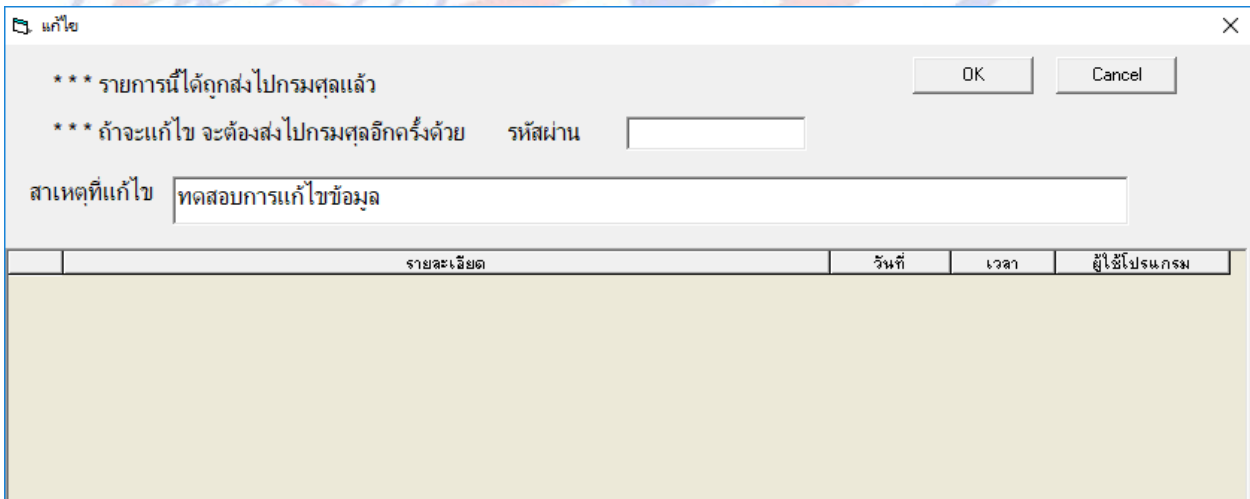 แก้ไข
* * * รายการนี้ได้ถูกส่งไปกรมศุลแล้ว
OK
Cancel
* * * ถ้าจะแก้ไข จะต้องส่งไปกรมศุลอีกครั้งด้วย รหัสผ่าน
สาเหตุที่แก้ไข ทดสอบการแก้ไขข้อมูล
รายละเอียด วันที่ เวลา ผู้ใช้โปรแกรม